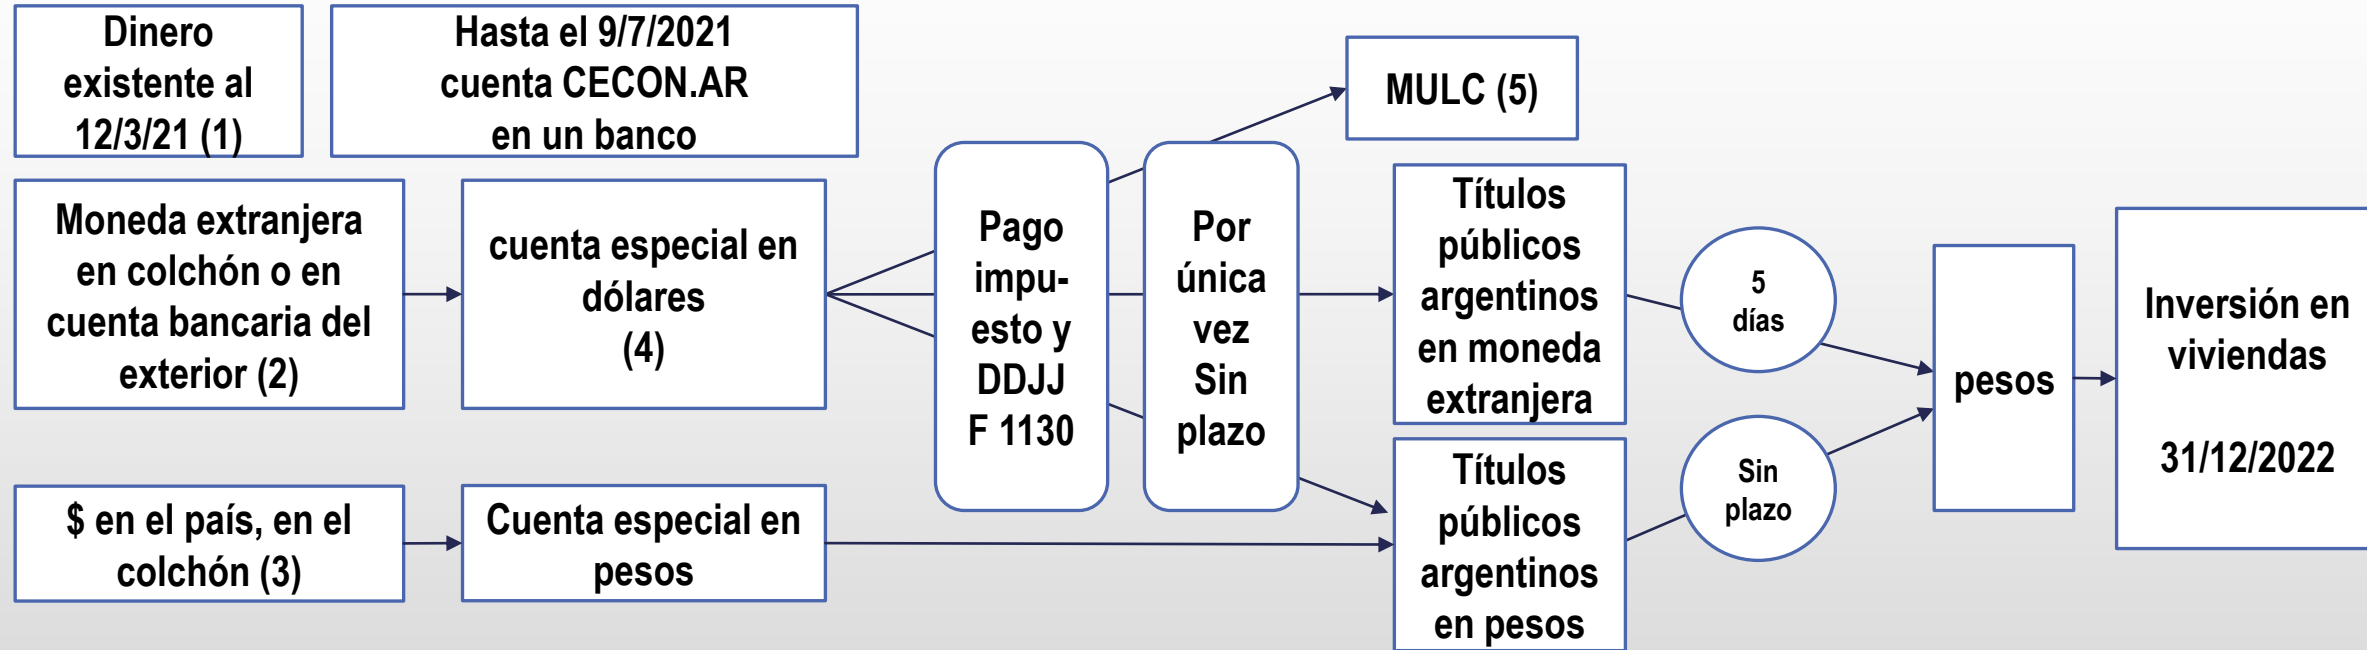 Dinero
existente al
12/3/21 (1)
Hasta el 9/7/2021
cuenta CECON.AR
en un banco
MULC (5)
Moneda extranjera
en colchón o en
cuenta bancaria del
exterior (2)
cuenta especial en
dólares
(4)
Pago
impu-
esto y
DDJJ
F 1130
Por
única
vez
Sin
plazo
Títulos
públicos
argentinos
en moneda
extranjera
5
días
pesos
Inversión en
viviendas
31/12/2022
$ en el país, en el
colchón (3)
Cuenta especial en
pesos
Títulos
públicos
argentinos
en pesos
Sin
plazo